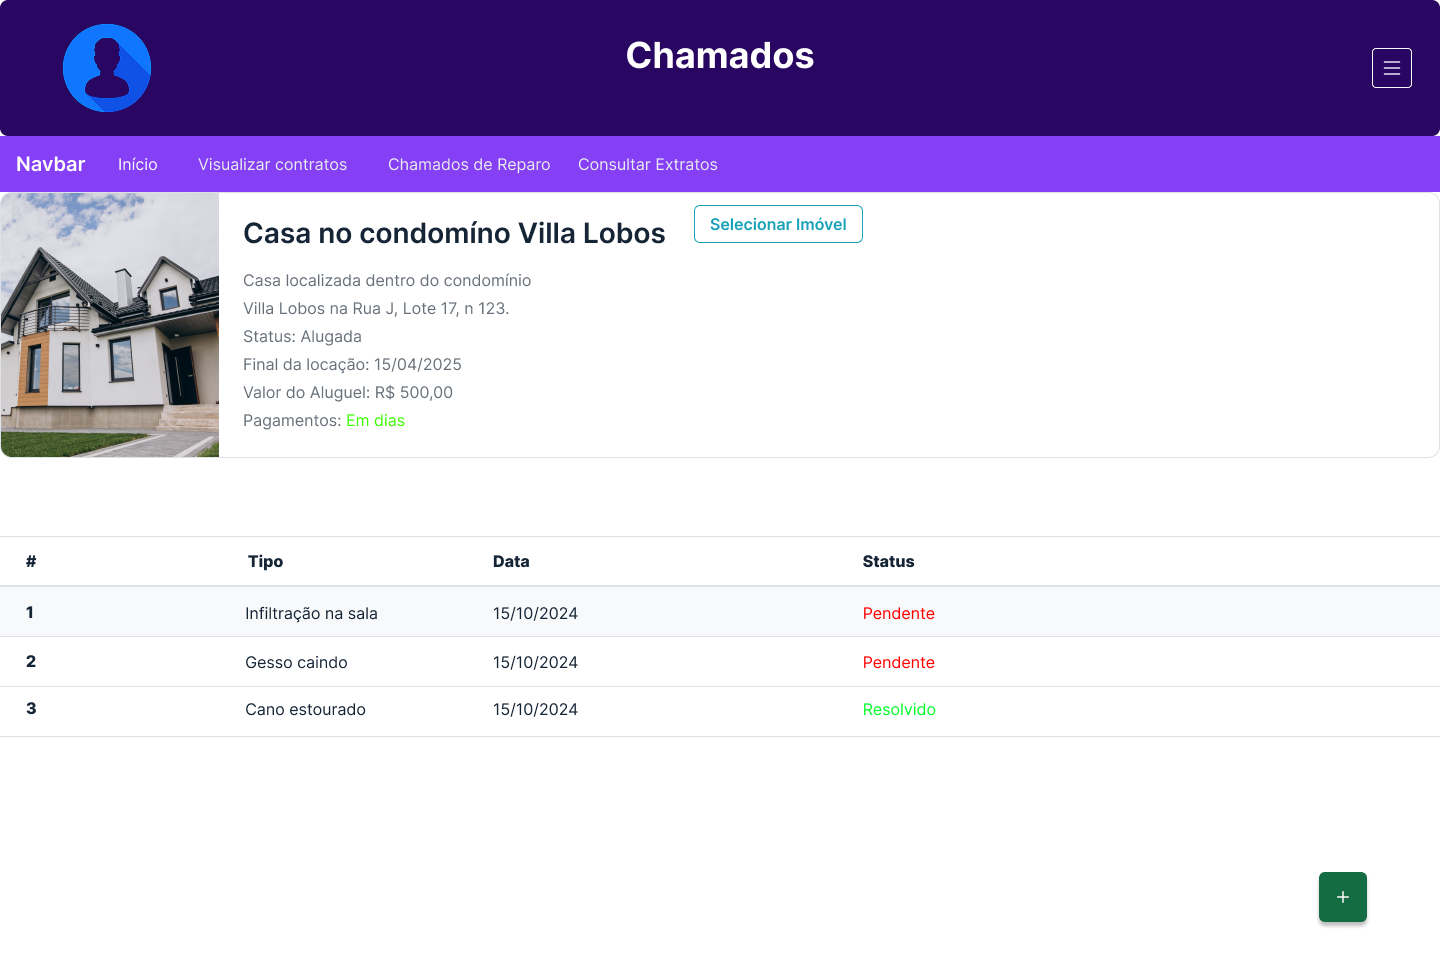 Chamados
Navbar Início Visualizar contratos Chamados de Reparo Consultar Extratos
Casa no condomíno Villa Lobos Selecionar Imóvel
Casa localizada dentro do condomínio
Villa Lobos na Rua J, Lote 17, n 123.
Status: Alugada
Final da locação: 15/04/2025
Valor do Aluguel: R$ 500,00
Pagamentos: Em dias
# Tipo Data Status
1 Infiltração na sala 15/10/2024 Pendente
2 Gesso caindo 15/10/2024 Pendente
3 Cano estourado 15/10/2024 Resolvido
+